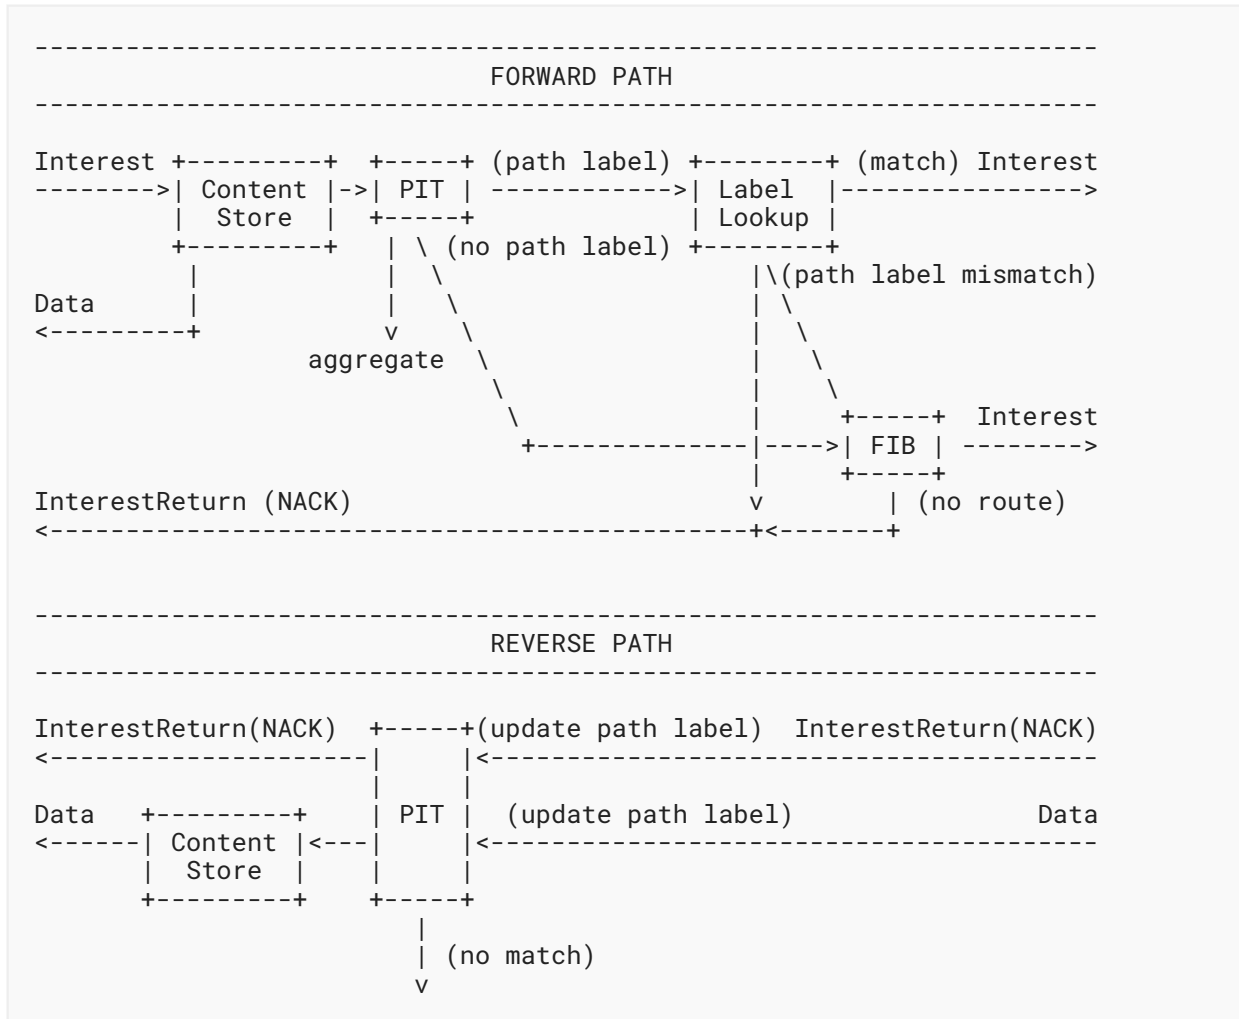 --------------------------------------------------------------------
                              FORWARD PATH
----------------------------------------------------------------------

Interest +---------+  +-----+ (path label) +--------+ (match) Interest
-------->| Content |->| PIT | ------------>| Label  |---------------->
         |  Store  |  +-----+              | Lookup |
         +---------+   | \ (no path label) +--------+
          |            |  \                    |\(path label mismatch)
Data      |            |   \                   | \
<---------+            v    \                  |  \
                  aggregate  \                 |   \
                              \                |    \
                               \               |     +-----+  Interest
                                +--------------|---->| FIB | -------->
                                               |     +-----+
InterestReturn (NACK)                          v        | (no route)
<----------------------------------------------+<-------+

----------------------------------------------------------------------
                              REVERSE PATH
----------------------------------------------------------------------

InterestReturn(NACK)  +-----+(update path label)  InterestReturn(NACK)
<---------------------|     |<----------------------------------------
                      |     |
Data   +---------+    | PIT |  (update path label)                Data
<------| Content |<---|     |<----------------------------------------
       |  Store  |    |     |
       +---------+    +-----+
                         |
                         | (no match)
                         v